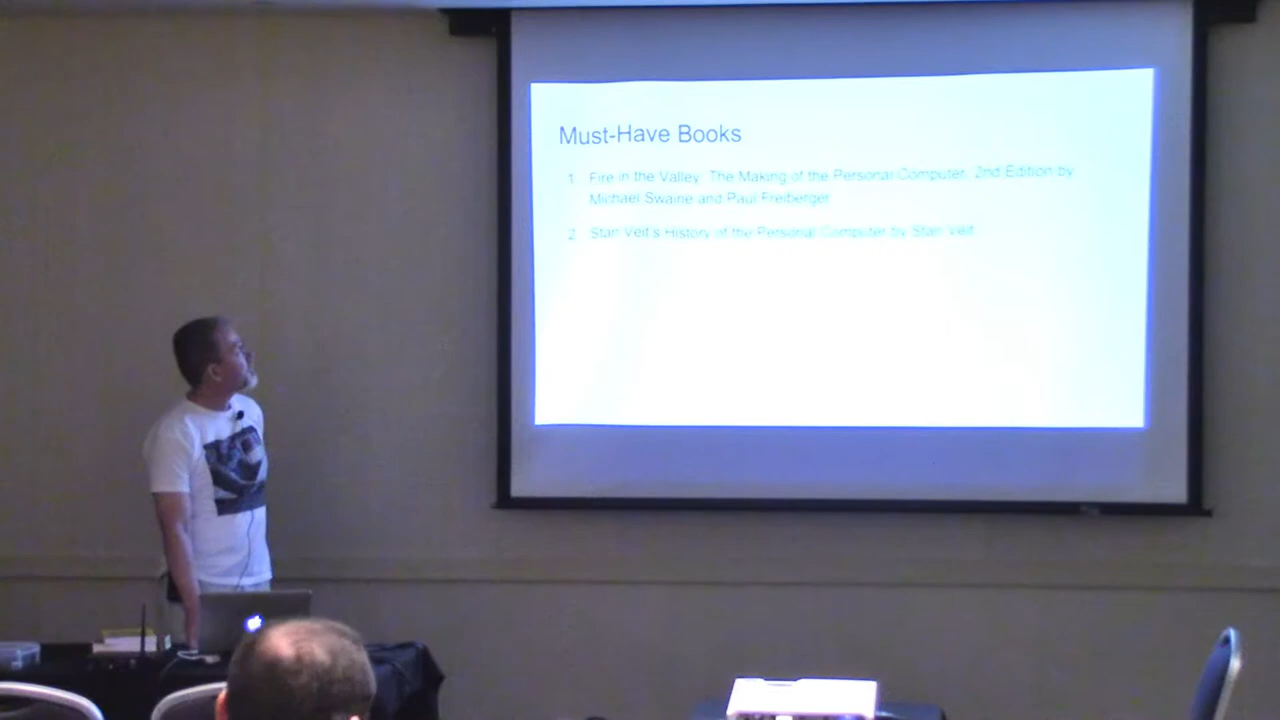 Must-Have Books
1. Fire in the Valley: The Making of the Personal Computer, 2nd Edition by
Michael Swaine and Paul Freiberger
2. Stan Veit's History of the Personal Computer by Stan Veit